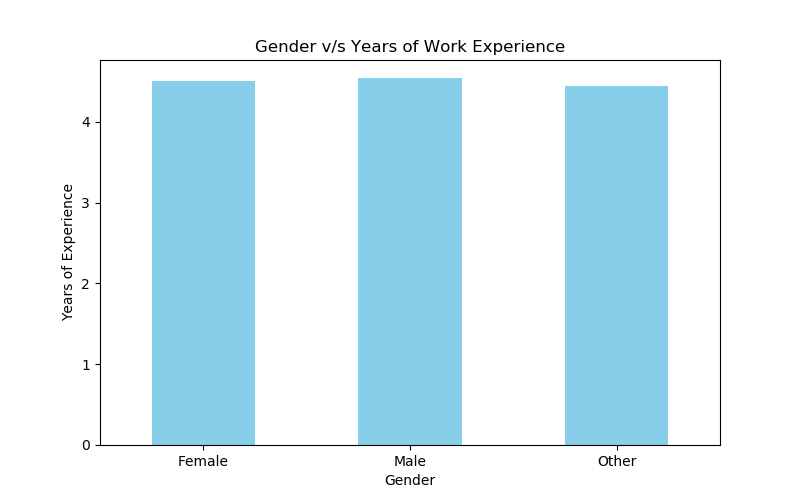 Gender v/s Years of Work Experience
Years of Experience
4
3
2
1
0
Female Male Other
Gender